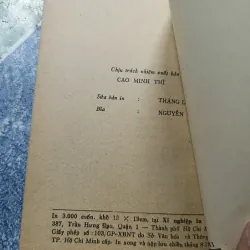 Chịu trách nhiệm xuất bản
CAO MINH THÌ
Sửa bản in : THĂNG
Bìa : NGUYỄN
In 3.000 cuốn, khổ 13 × 19cm, tại Xí nghiệp In
387, Trần Hưng Đạo, Quận 1 — Thành phố Hồ Chí
Giấy phép số : 102/GP-XBNT do Sở Văn hóa và Thông
TP. Hồ Chí Minh cấp. In xong và nộp lưu chiểu tháng